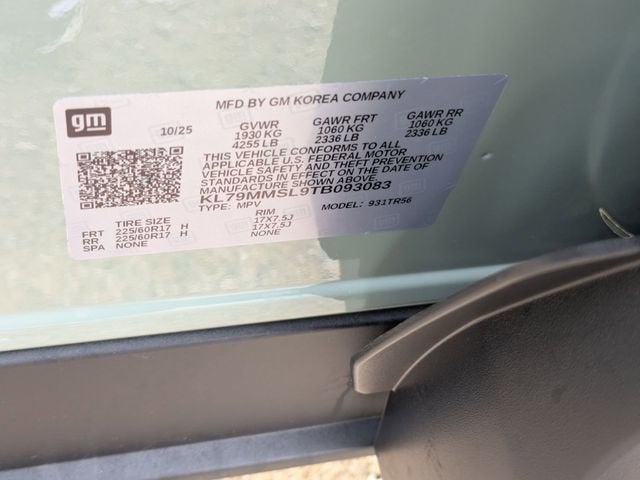 gm
MFD BY GM KOREA COMPANY
10/25
GVWR GAWR FRT GAWR RR
1930 KG 1060 KG 1060 KG
4255 LB 2336 LB 2336 LB
THIS VEHICLE CONFORMS TO ALL
APPLICABLE U.S. FEDERAL MOTOR
VEHICLE SAFETY AND THEFT PREVENTION
STANDARDS IN EFFECT ON THE DATE OF
MANUFACTURE SHOWN ABOVE.
KL79MMSL9TB093083
TYPE: MPV MODEL: 931TR56
TIRE SIZE RIM
FRT 225/60R17 H 17X7.5J
RR 225/60R17 H 17X7.5J
SPA NONE NONE